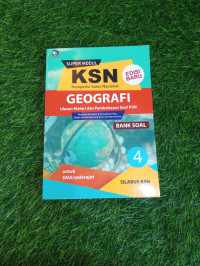 SUPER MODUL
KSN
Kompetisi Sains Nasional
EDISI
BARU
GEOGRAFI
Ulasan Materi dan Pembahasan Soal KSN
BANK SOAL
4
untuk
SMA/sederajat
SILABUS KSN